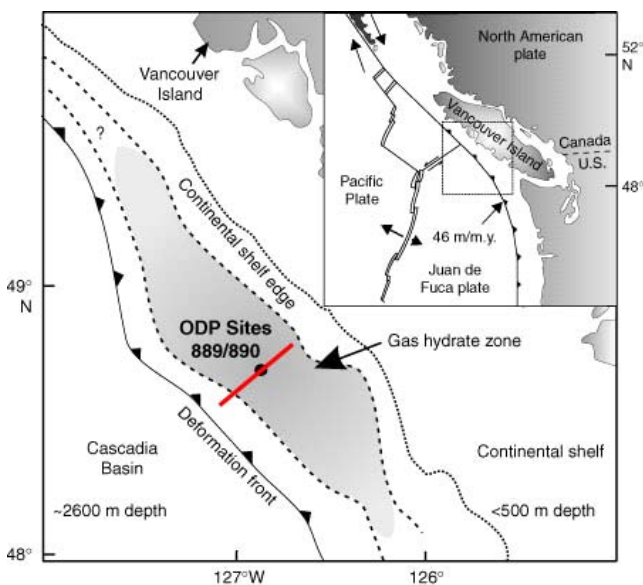 Vancouver
Island
?
Continental shelf edge
49°
N
ODP Sites
889/890
Gas hydrate zone
Deformation front
Cascadia
Basin
~2600 m depth
Continental shelf
<500 m depth
48°
127°W
126°
North American
plate
52°
N
Vancouver Island
Canada
U.S.
48°
Pacific
Plate
46 m/m.y.
Juan de
Fuca plate